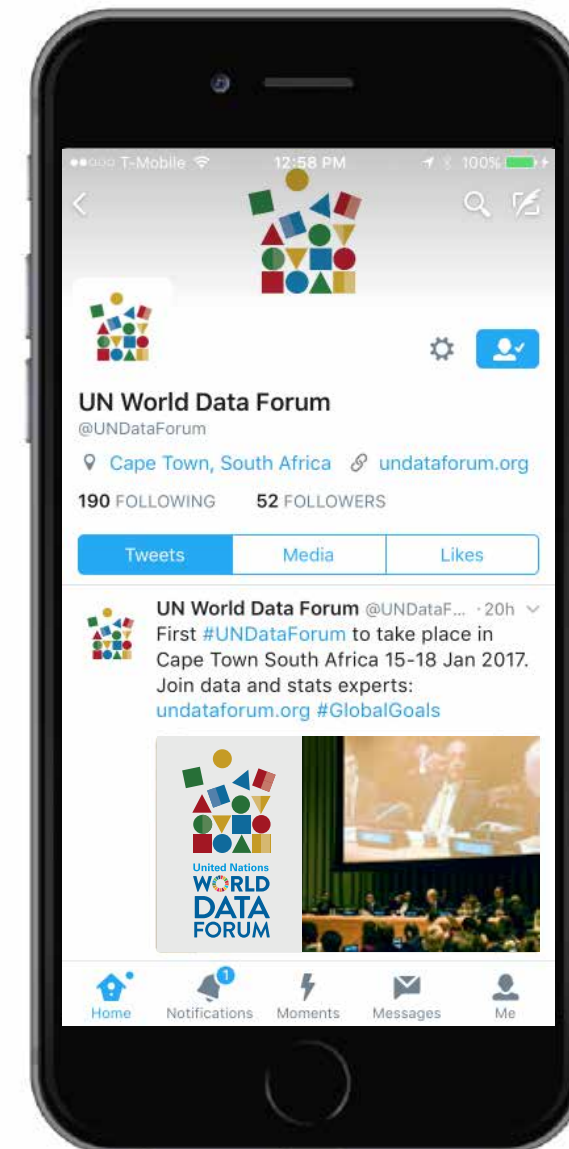 T-Mobile 12:58 PM 100%
UN World Data Forum
@UNDataForum
Cape Town, South Africa undataforum.org
190 FOLLOWING 52 FOLLOWERS
Tweets Media Likes
UN World Data Forum @UNDataF... · 20h
First #UNDataForum to take place in
Cape Town South Africa 15-18 Jan 2017.
Join data and stats experts:
undataforum.org #GlobalGoals
United Nations
WORLD
DATA
FORUM
1
Home Notifications Moments Messages Me